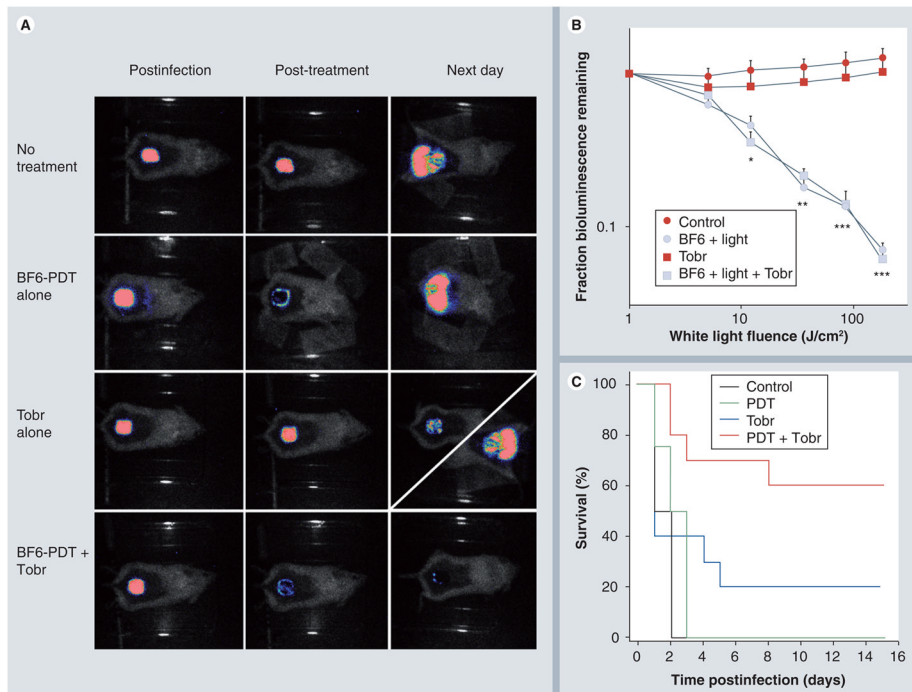 A
Postinfection
Post-treatment
Next day
No
treatment
BF6-PDT
alone
Tobr
alone
BF6-PDT +
Tobr
B
Fraction bioluminescence remaining
0.1
Control
BF6 + light
Tobr
BF6 + light + Tobr
*
**
***
***
1
10
100
White light fluence (J/cm²)
C
Survival (%)
100
80
60
40
20
0
Control
PDT
Tobr
PDT + Tobr
0
2
4
6
8
10
12
14
16
Time postinfection (days)